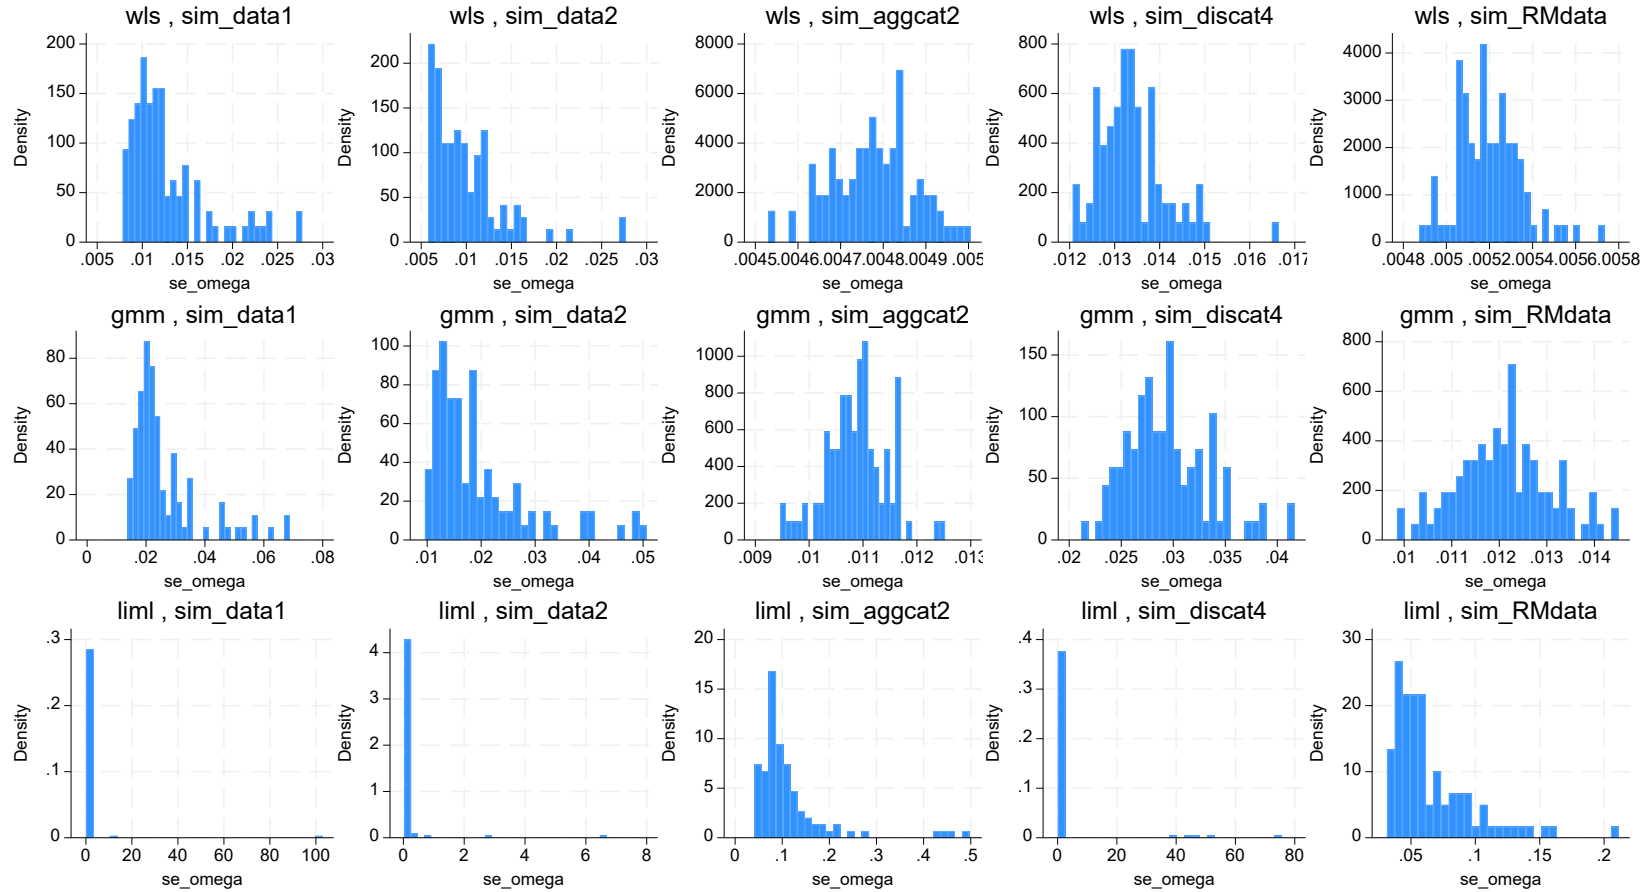 wls , sim_data1
wls , sim_data2
wls , sim_aggcat2
wls , sim_discat4
wls , sim_RMdata
Density
200
150
100
50
0
.005 .01 .015 .02 .025 .03
se_omega
Density
200
150
100
50
0
.005 .01 .015 .02 .025 .03
se_omega
Density
8000
6000
4000
2000
0
.0045 .0046 .0047 .0048 .0049 .005
se_omega
Density
800
600
400
200
0
.012 .013 .014 .015 .016 .017
se_omega
Density
4000
3000
2000
1000
0
.0048 .005 .0052 .0054 .0056 .0058
se_omega
gmm , sim_data1
gmm , sim_data2
gmm , sim_aggcat2
gmm , sim_discat4
gmm , sim_RMdata
Density
80
60
40
20
0
0 .02 .04 .06 .08
se_omega
Density
100
80
60
40
20
0
.01 .02 .03 .04 .05
se_omega
Density
1000
800
600
400
200
0
.009 .01 .011 .012 .013
se_omega
Density
150
100
50
0
.02 .025 .03 .035 .04
se_omega
Density
800
600
400
200
0
.01 .011 .012 .013 .014
se_omega
liml , sim_data1
liml , sim_data2
liml , sim_aggcat2
liml , sim_discat4
liml , sim_RMdata
Density
.3
.2
.1
0
0 20 40 60 80 100
se_omega
Density
4
3
2
1
0
0 2 4 6 8
se_omega
Density
20
15
10
5
0
0 .1 .2 .3 .4 .5
se_omega
Density
.4
.3
.2
.1
0
0 20 40 60 80
se_omega
Density
30
20
10
0
.05 .1 .15 .2
se_omega